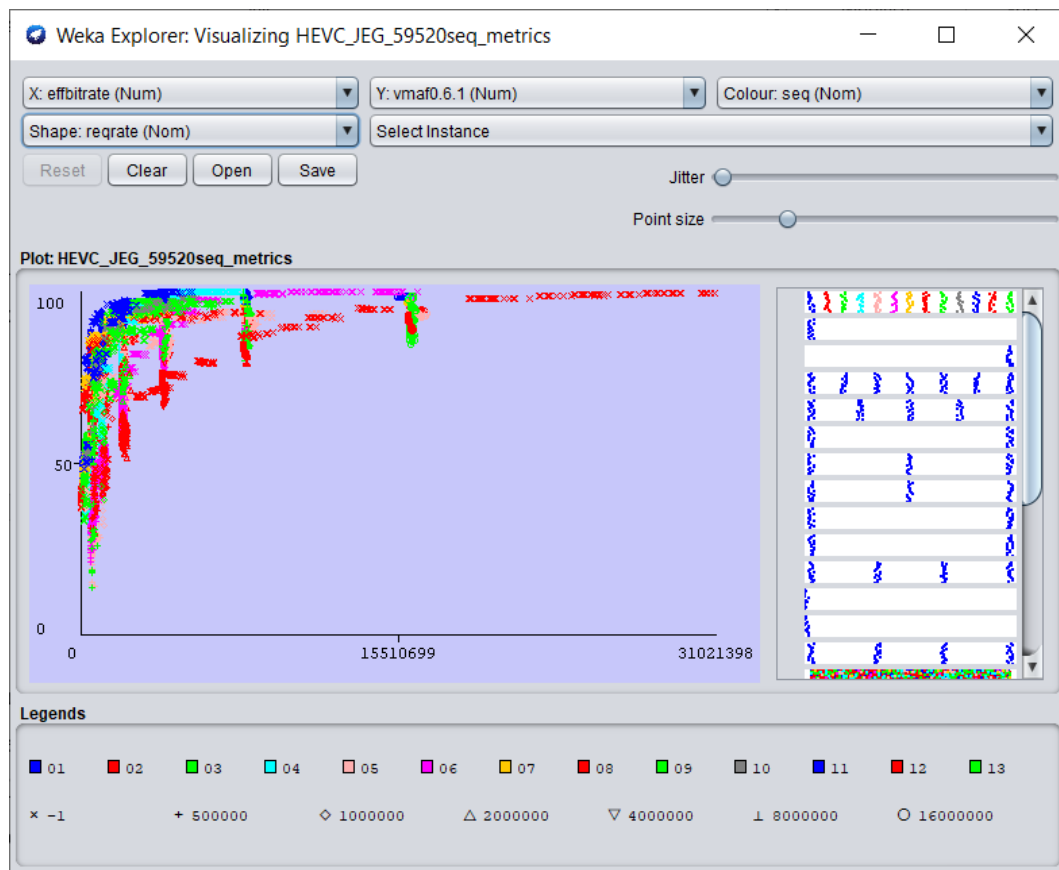 Weka Explorer: Visualizing HEVC_JEG_59520seq_metrics
X: effbitrate (Num) Y: vmaf0.6.1 (Num) Colour: seq (Nom)
Shape: reqrate (Nom) Select Instance
Reset Clear Open Save
Jitter
Point size
Plot: HEVC_JEG_59520seq_metrics
100
50
0
0 15510699 31021398
Legends
01 02 03 04 05 06 07 08 09 10 11 12 13
-1 500000 1000000 2000000 4000000 8000000 16000000